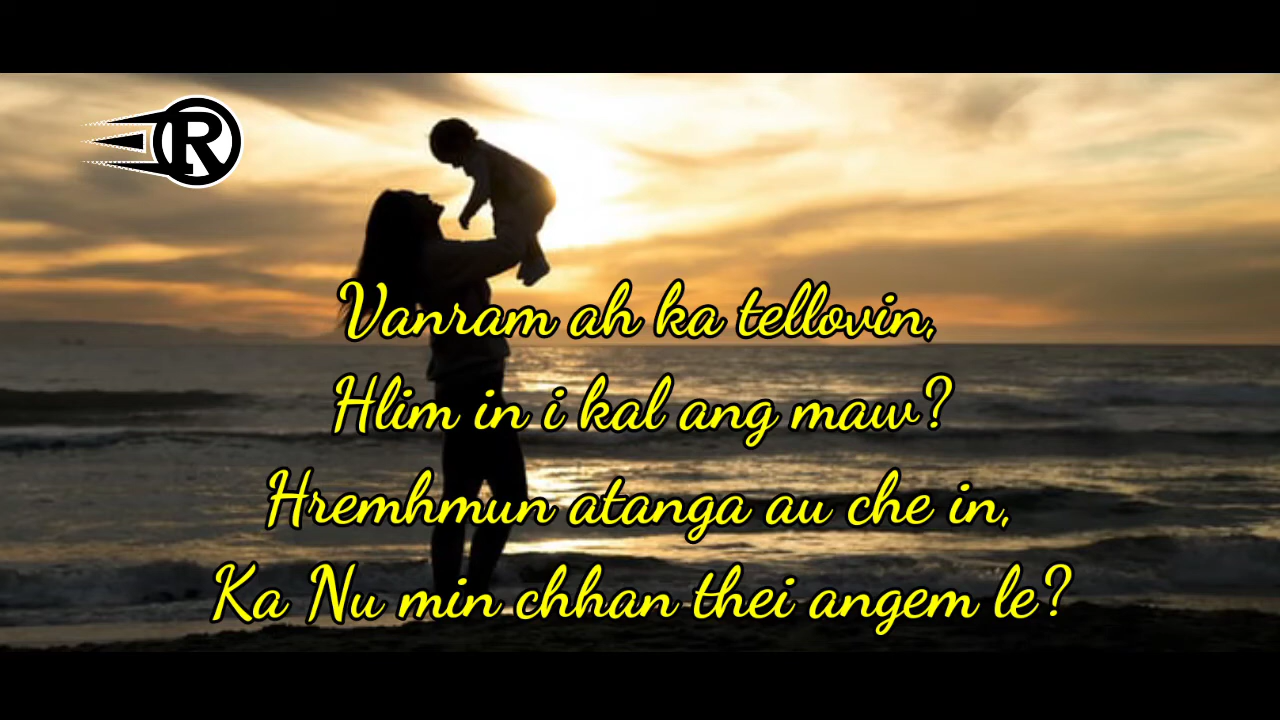 R
Vanram ah ka tellovin,
Hlim in i kal ang maw?
Hremhmun atanga au che in,
Ka Nu min chhan thei angem le?